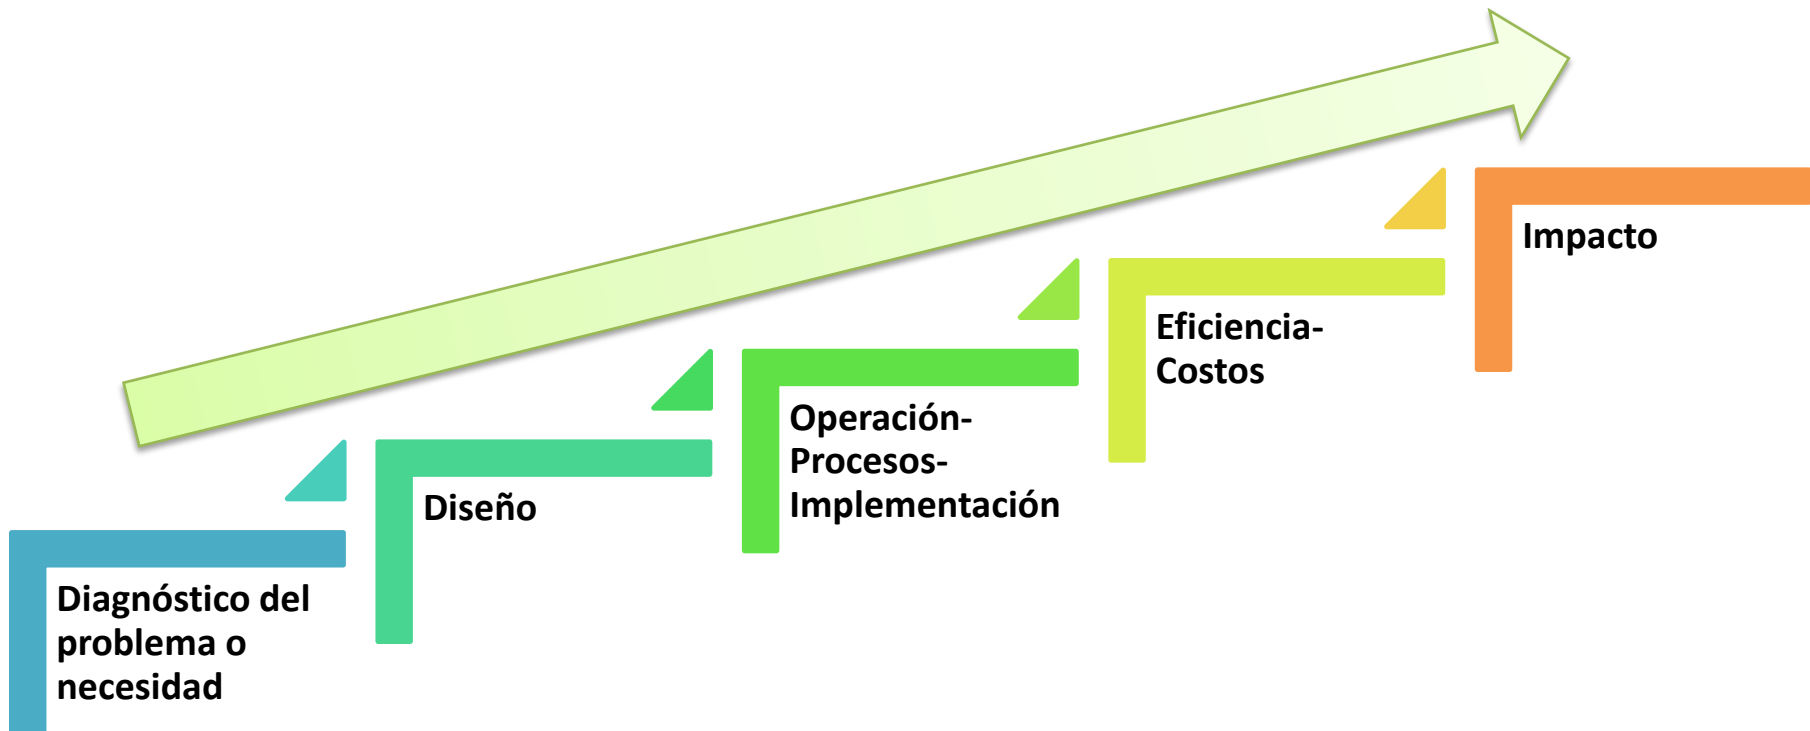 Diagnóstico del
problema o
necesidad
Diseño
Operación-
Procesos-
Implementación
Eficiencia-
Costos
Impacto